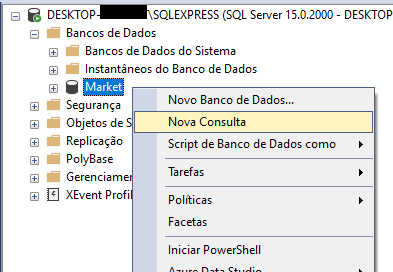 DESKTOP-\SQLEXPRESS (SQL Server 15.0.2000 - DESKTOP
Bancos de Dados
Bancos de Dados do Sistema
Instantâneos do Banco de Dados
Market
Segurança
Objetos de S
Replicação
PolyBase
Gerenciamen
XEvent Profil
Novo Banco de Dados...
Nova Consulta
Script de Banco de Dados como
Tarefas
Políticas
Facetas
Iniciar PowerShell
Azure Data Studio